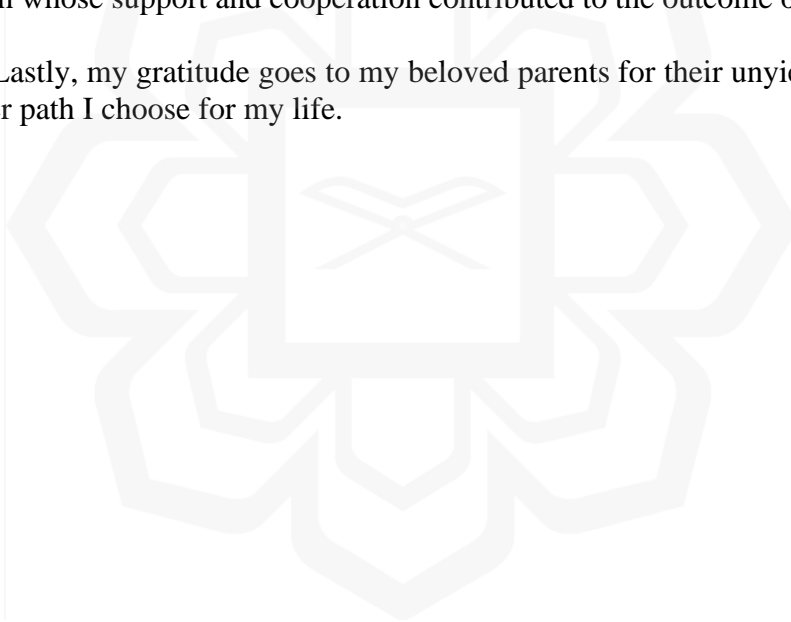 whose support and cooperation contributed to the outcome
Lastly, my gratitude goes to my beloved parents for their
path I choose for my life.